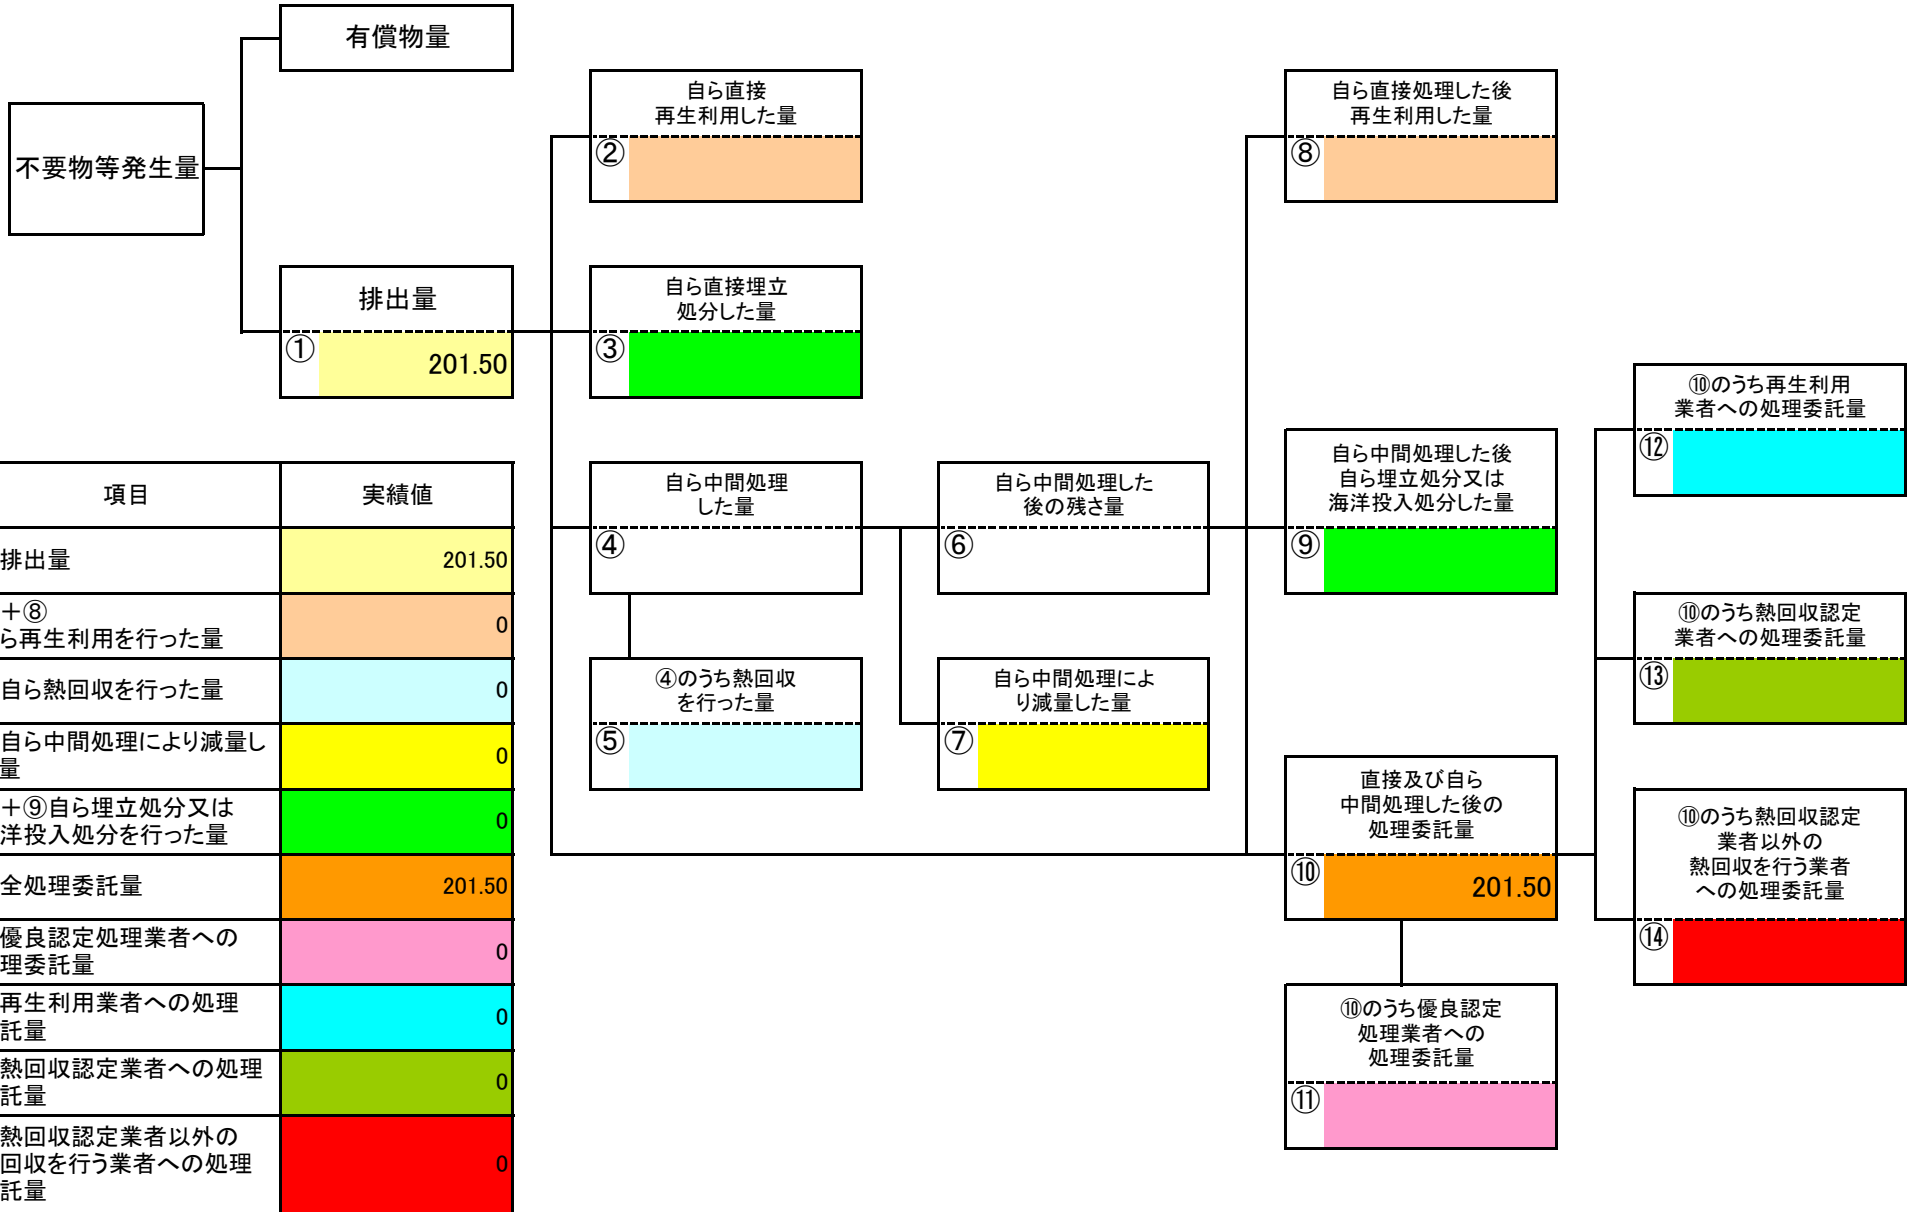 有償物量
不要物等発生量
排出量
①
201.50
自ら直接
再生利用した量
②
自ら直接埋立
処分した量
③
自ら中間処理
した量
④
④のうち熱回収
を行った量
⑤
自ら中間処理した
後の残さ量
⑥
自ら中間処理によ
り減量した量
⑦
自ら直接処理した後
再生利用した量
⑧
自ら中間処理した後
自ら埋立処分又は
海洋投入処分した量
⑨
直接及び自ら
中間処理した後の
処理委託量
⑩
201.50
⑩のうち優良認定
処理業者への
処理委託量
⑪
⑩のうち再生利用
業者への処理委託量
⑫
⑩のうち熱回収認定
業者への処理委託量
⑬
⑩のうち熱回収認定
業者以外の
熱回収を行う業者
への処理委託量
⑭
項目
実績値
排出量
201.50
+⑧
ら再生利用を行った量
0
自ら熱回収を行った量
0
自ら中間処理により減量し
量
0
+⑨自ら埋立処分又は
洋投入処分を行った量
0
全処理委託量
201.50
優良認定処理業者への
理委託量
0
再生利用業者への処理
託量
0
熱回収認定業者への処理
託量
0
熱回収認定業者以外の
回収を行う業者への処理
託量
0